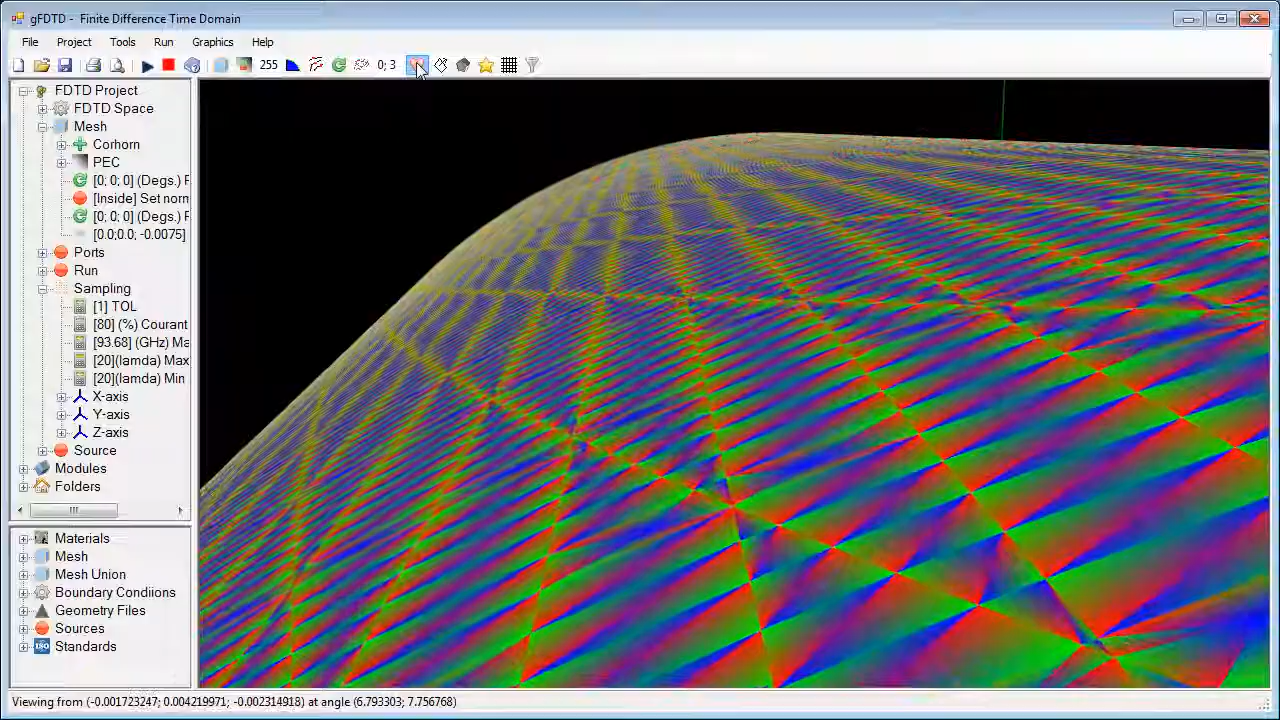 gFDTD - Finite Difference Time Domain
File Project Tools Run Graphics Help
255 0; 3
FDTD Project
FDTD Space
Mesh
Corhorn
PEC
[0; 0; 0] (Degs.) F
[Inside] Set norm
[0; 0; 0] (Degs.) F
[0.0;0.0; -0.0075]
Ports
Run
Sampling
[1] TOL
[80] (%) Courant
[93.68] (GHz) Ma
[20](lamda) Max
[20](lamda) Min
X-axis
Y-axis
Z-axis
Source
Modules
Folders
Materials
Mesh
Mesh Union
Boundary Condiions
Geometry Files
Sources
ISO Standards
Viewing from (-0.001723247; 0.004219971; -0.002314918) at angle (6.793303; 7.756768)